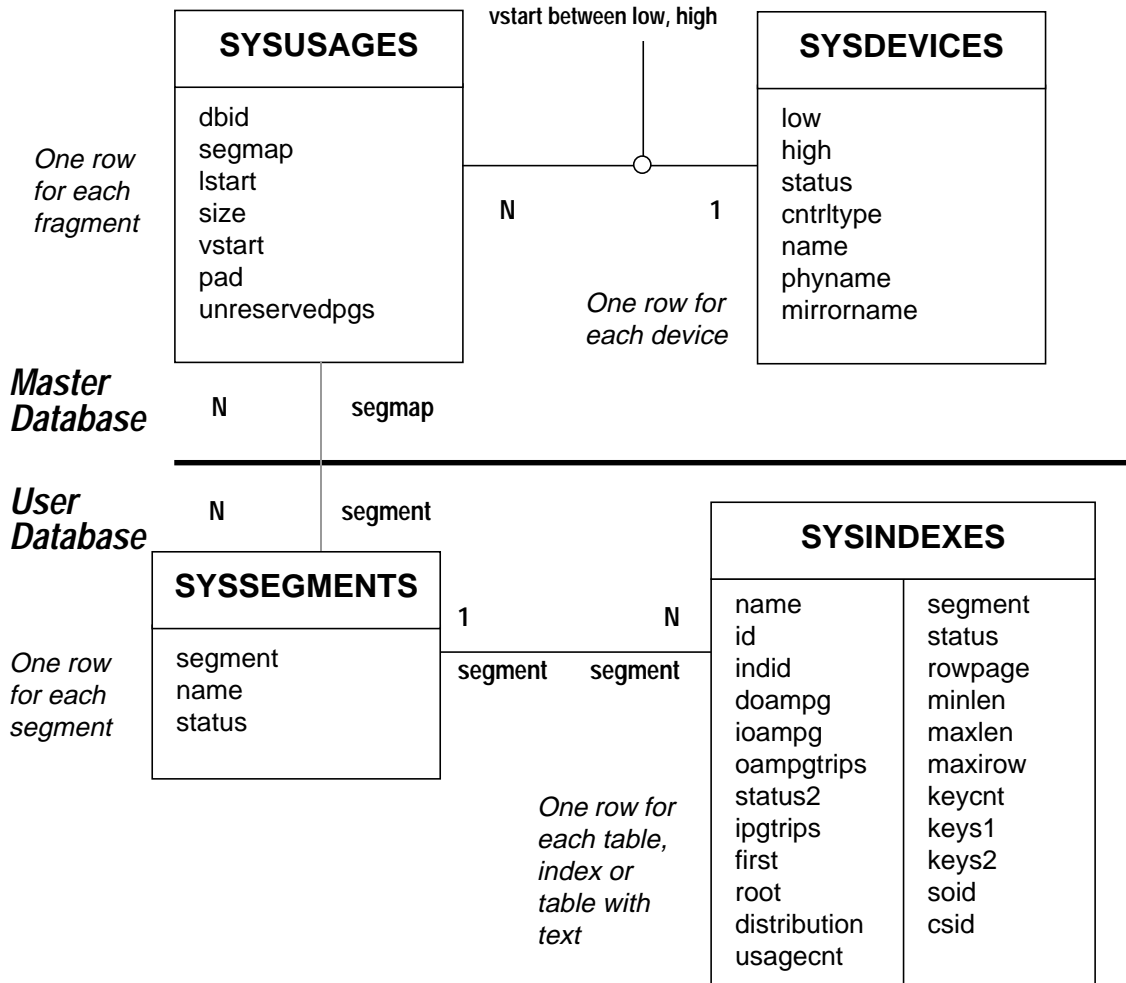 vstart between low, high
SYSUSAGES
dbid
segmap
lstart
size
vstart
pad
unreservedpgs
One row
for each
fragment
N
1
SYSDEVICES
low
high
status
cntrltype
name
phyname
mirrorname
One row for
each device
Master
Database
N
segmap
User
Database
N
segment
SYSSEGMENTS
segment
name
status
One row
for each
segment
1
N
segment
segment
SYSINDEXES
name
id
indid
doampg
ioampg
oampgtrips
status2
ipgtrips
first
root
distribution
usagecnt
segment
status
rowpage
minlen
maxlen
maxirow
keycnt
keys1
keys2
soid
csid
One row for
each table,
index or
table with
text